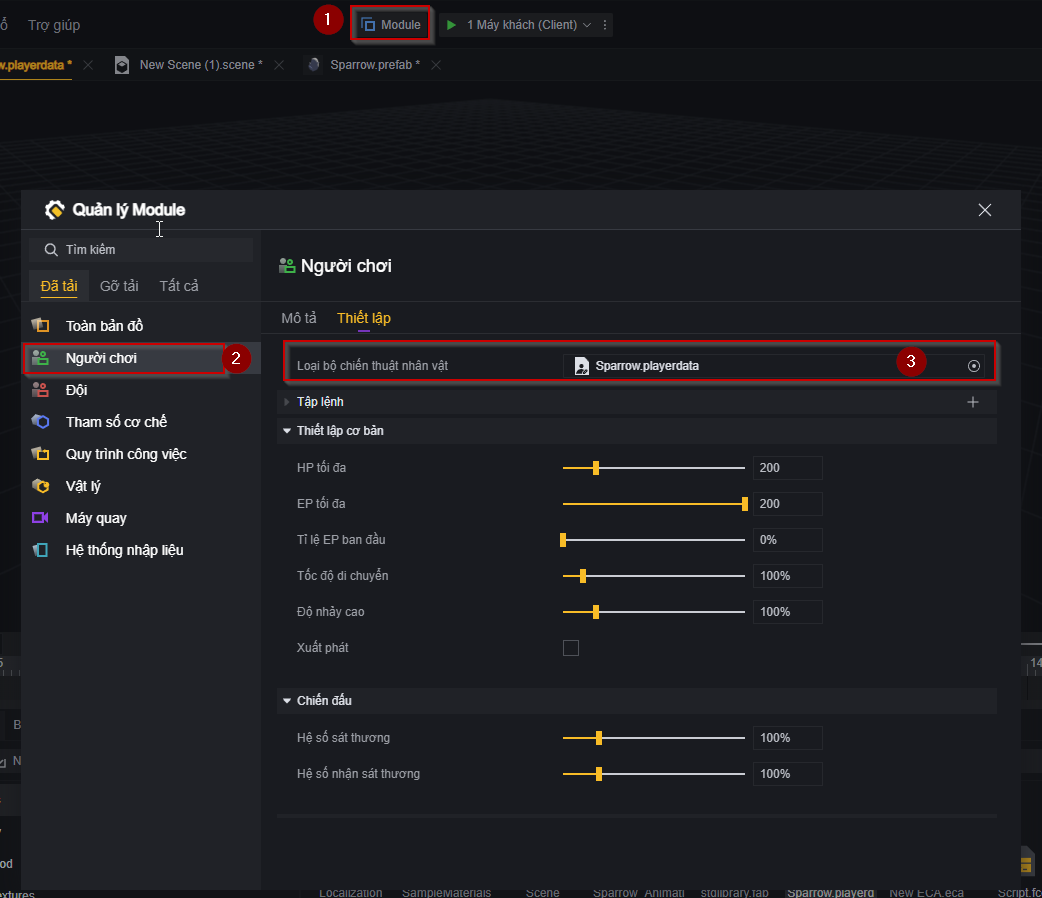 Trợ giúp
1
Module
1 Máy khách (Client)
w.playerdata *
New Scene (1).scene *
Sparrow.prefab *
Quản lý Module
Tìm kiếm
Đã tải
Gỡ tải
Tất cả
Toàn bản đồ
Người chơi
2
Đội
Tham số cơ chế
Quy trình công việc
Vật lý
Máy quay
Hệ thống nhập liệu
Người chơi
Mô tả
Thiết lập
Loại bộ chiến thuật nhân vật
Sparrow.playerdata
3
Tập lệnh
Thiết lập cơ bản
HP tối đa
200
EP tối đa
200
Tỉ lệ EP ban đầu
0%
Tốc độ di chuyển
100%
Độ nhảy cao
100%
Xuất phát
Chiến đấu
Hệ số sát thương
100%
Hệ số nhận sát thương
100%
14
B
N
od
extures
Localization
SampleMaterials
Scene
Sparrow_Animati
stdlibrary.fab
Sparrow.playerd
New ECA.eca
Script.fc